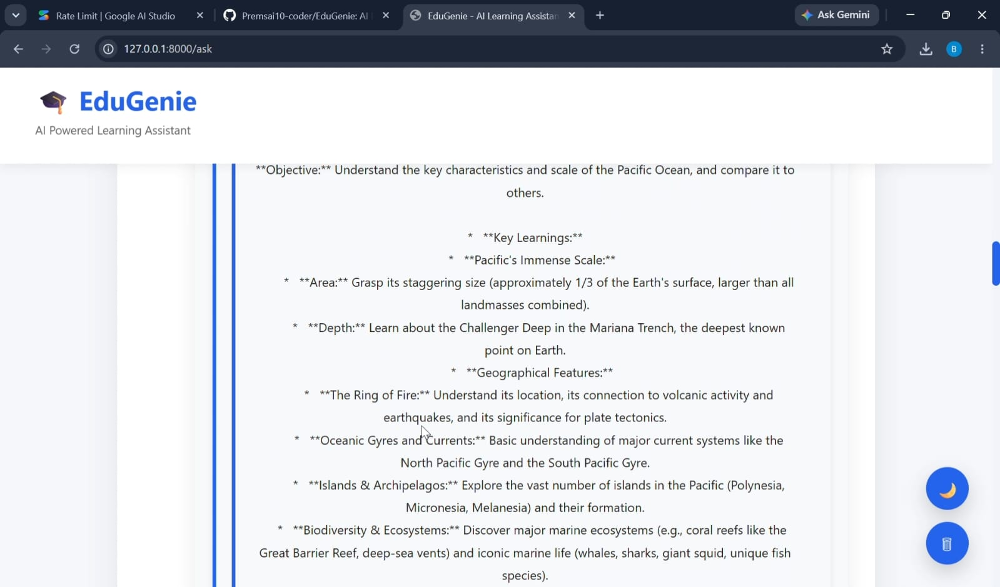 Rate Limit | Google AI Studio
Premsai10-coder/EduGenie: AI
EduGenie - AI Learning Assistan
Ask Gemini
127.0.0.1:8000/ask
B
EduGenie
AI Powered Learning Assistant
**Objective:** Understand the key characteristics and scale of the Pacific Ocean, and compare it to
others.
* **Key Learnings:**
* **Pacific's Immense Scale:**
* **Area:** Grasp its staggering size (approximately 1/3 of the Earth's surface, larger than all
landmasses combined).
* **Depth:** Learn about the Challenger Deep in the Mariana Trench, the deepest known
point on Earth.
* **Geographical Features:**
* **The Ring of Fire:** Understand its location, its connection to volcanic activity and
earthquakes, and its significance for plate tectonics.
* **Oceanic Gyres and Currents:** Basic understanding of major current systems like the
North Pacific Gyre and the South Pacific Gyre.
* **Islands & Archipelagos:** Explore the vast number of islands in the Pacific (Polynesia,
Micronesia, Melanesia) and their formation.
* **Biodiversity & Ecosystems:** Discover major marine ecosystems (e.g., coral reefs like the
Great Barrier Reef, deep-sea vents) and iconic marine life (whales, sharks, giant squid, unique fish
species).